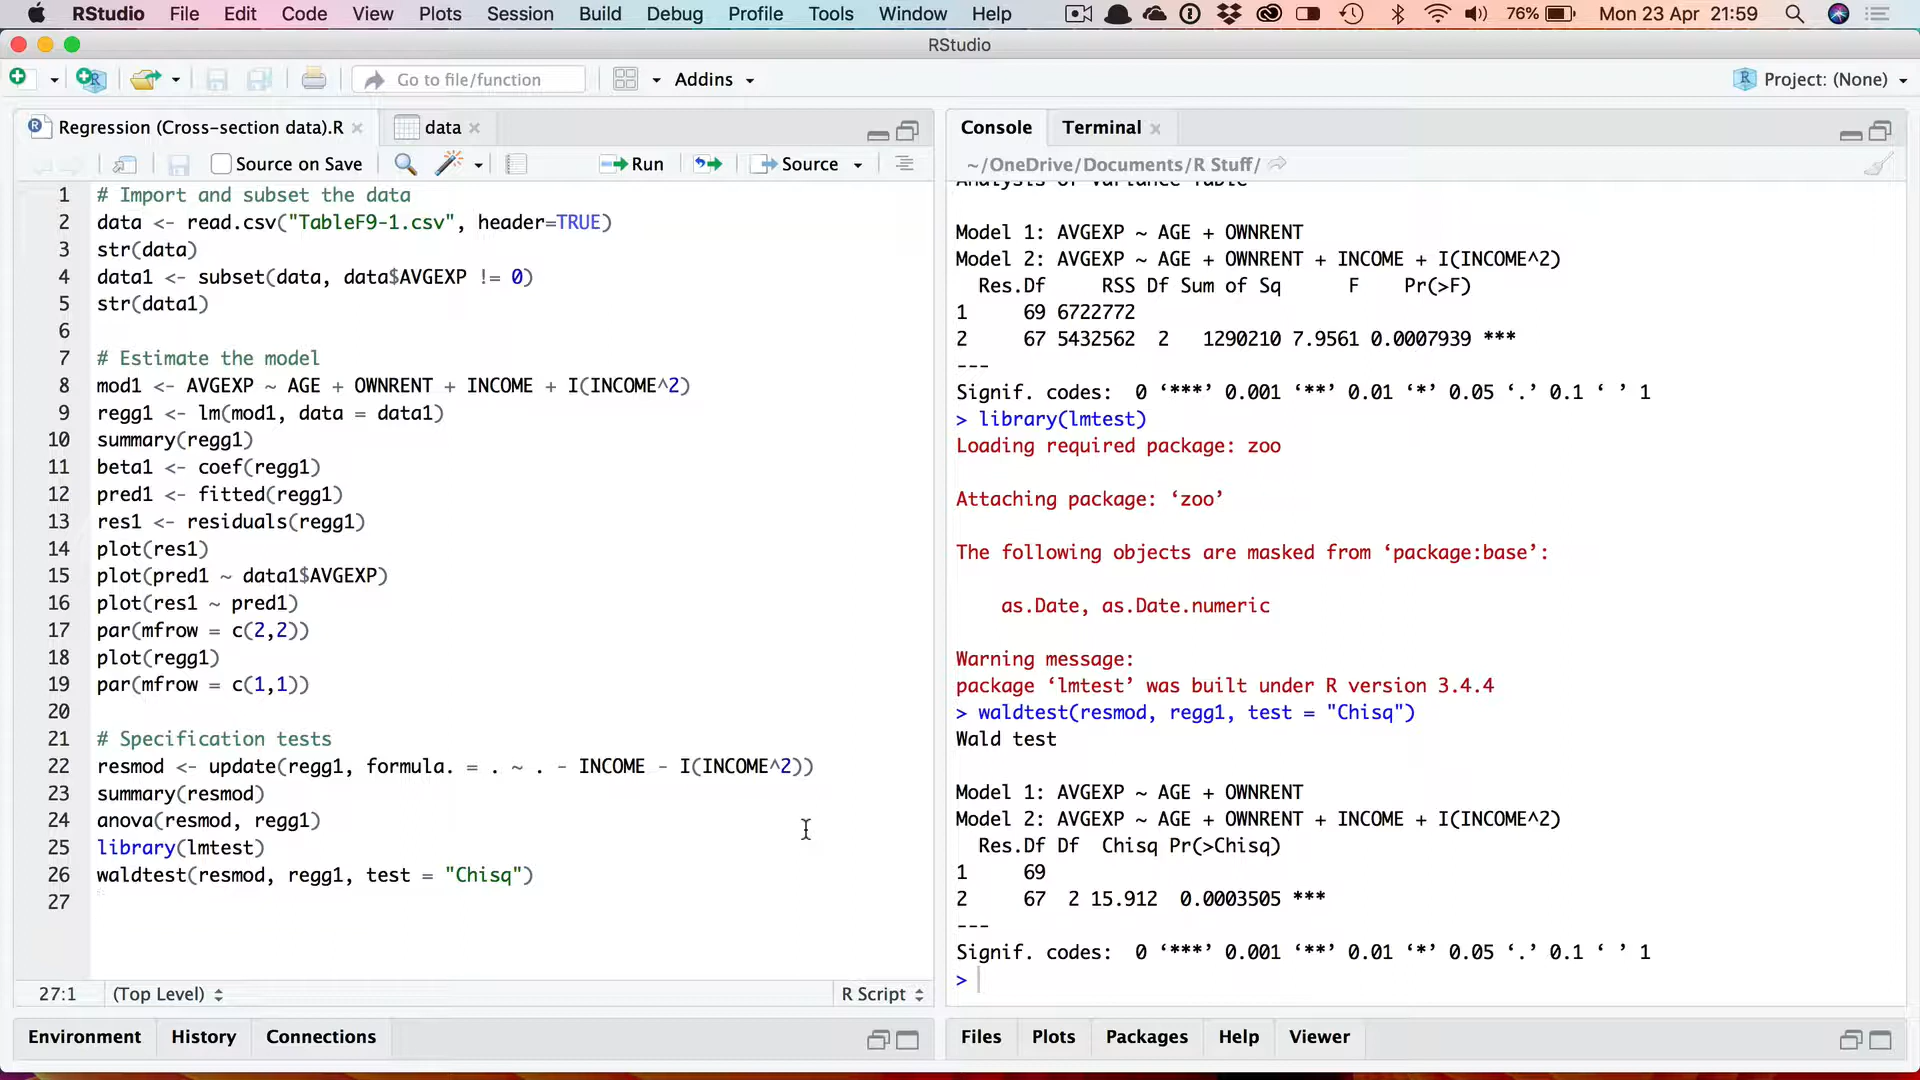 RStudio File Edit Code View Plots Session Build Debug Profile Tools Window Help 76% Mon 23 Apr 21:59
RStudio
Go to file/function Addins Project: (None)
Regression (Cross-section data).R data
Source on Save Run Source
1 # Import and subset the data
2 data <- read.csv("TableF9-1.csv", header=TRUE)
3 str(data)
4 data1 <- subset(data, data$AVGEXP != 0)
5 str(data1)
6
7 # Estimate the model
8 mod1 <- AVGEXP ~ AGE + OWNRENT + INCOME + I(INCOME^2)
9 regg1 <- lm(mod1, data = data1)
10 summary(regg1)
11 beta1 <- coef(regg1)
12 pred1 <- fitted(regg1)
13 res1 <- residuals(regg1)
14 plot(res1)
15 plot(pred1 ~ data1$AVGEXP)
16 plot(res1 ~ pred1)
17 par(mfrow = c(2,2))
18 plot(regg1)
19 par(mfrow = c(1,1))
20
21 # Specification tests
22 resmod <- update(regg1, formula. = . ~ . - INCOME - I(INCOME^2))
23 summary(resmod)
24 anova(resmod, regg1)
25 library(lmtest)
26 waldtest(resmod, regg1, test = "Chisq")
27
27:1 (Top Level) R Script
Environment History Connections
Console Terminal
~/OneDrive/Documents/R Stuff/
Analysis of Variance Table
Model 1: AVGEXP ~ AGE + OWNRENT
Model 2: AVGEXP ~ AGE + OWNRENT + INCOME + I(INCOME^2)
Res.Df RSS Df Sum of Sq F Pr(>F)
1 69 6722772
2 67 5432562 2 1290210 7.9561 0.0007939 ***
---
Signif. codes: 0 ‘***’ 0.001 ‘**’ 0.01 ‘*’ 0.05 ‘.’ 0.1 ‘ ’ 1
> library(lmtest)
Loading required package: zoo
Attaching package: ‘zoo’
The following objects are masked from ‘package:base’:
as.Date, as.Date.numeric
Warning message:
package ‘lmtest’ was built under R version 3.4.4
> waldtest(resmod, regg1, test = "Chisq")
Wald test
Model 1: AVGEXP ~ AGE + OWNRENT
Model 2: AVGEXP ~ AGE + OWNRENT + INCOME + I(INCOME^2)
Res.Df Df Chisq Pr(>Chisq)
1 69
2 67 2 15.912 0.0003505 ***
---
Signif. codes: 0 ‘***’ 0.001 ‘**’ 0.01 ‘*’ 0.05 ‘.’ 0.1 ‘ ’ 1
>
Files Plots Packages Help Viewer